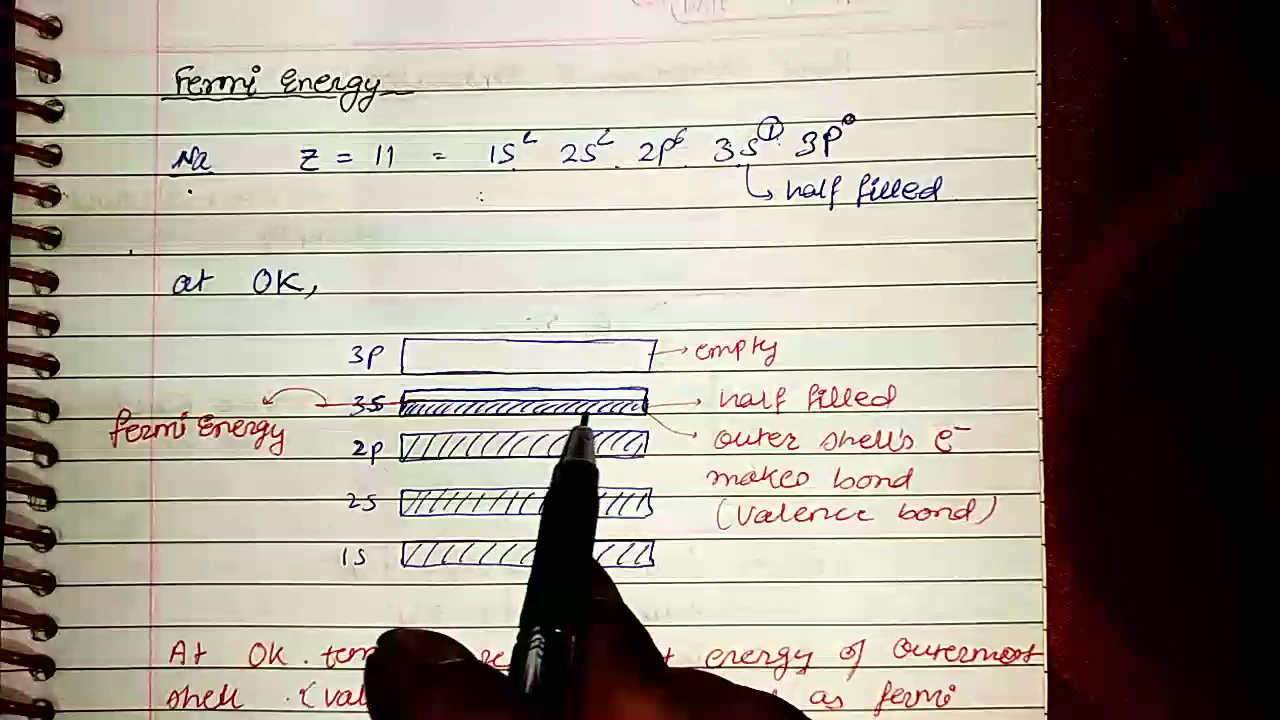 Fermi Energy
Na Z = 11 = 1S² 2S² 2P⁶ 3S① 3P⁰
half filled
at 0K,
3P empty
3S half filled
Fermi Energy
2P outer shell's e⁻
makes bond
2S (valence bond)
1S
At 0K energy of outermost
shell as fermi